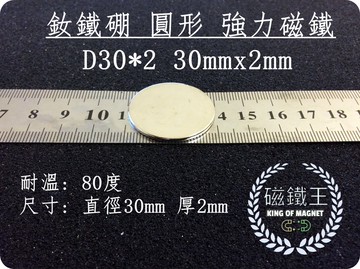 釹鐵硼 圓形 強力磁鐵
D30*2 30mmx2mm
耐溫: 80度
尺寸: 直徑30mm 厚2mm
磁鐵王
KING OF MAGNET